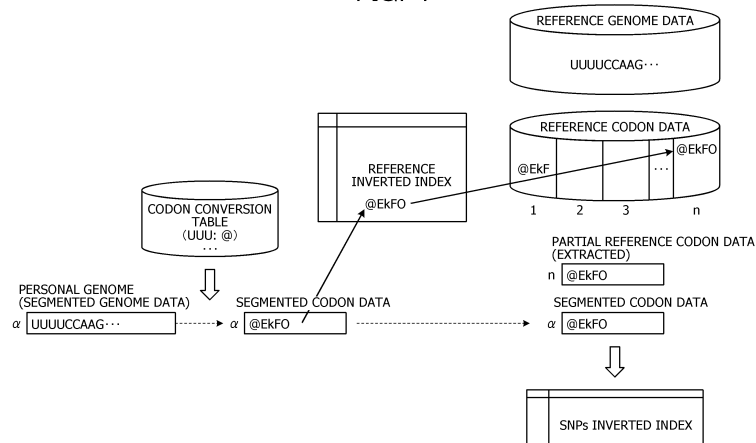 REFERENCE GENOME DATA
UUUUCCAAG···
REFERENCE CODON DATA
@EkF
···
@EkFO
1 2 3 n
REFERENCE
INVERTED INDEX
@EkFO
CODON CONVERSION
TABLE
(UUU: @)
···
PARTIAL REFERENCE CODON DATA
(EXTRACTED)
n @EkFO
PERSONAL GENOME
(SEGMENTED GENOME DATA)
α UUUUCCAAG···
SEGMENTED CODON DATA
α @EkFO
SEGMENTED CODON DATA
α @EkFO
SNPs INVERTED INDEX